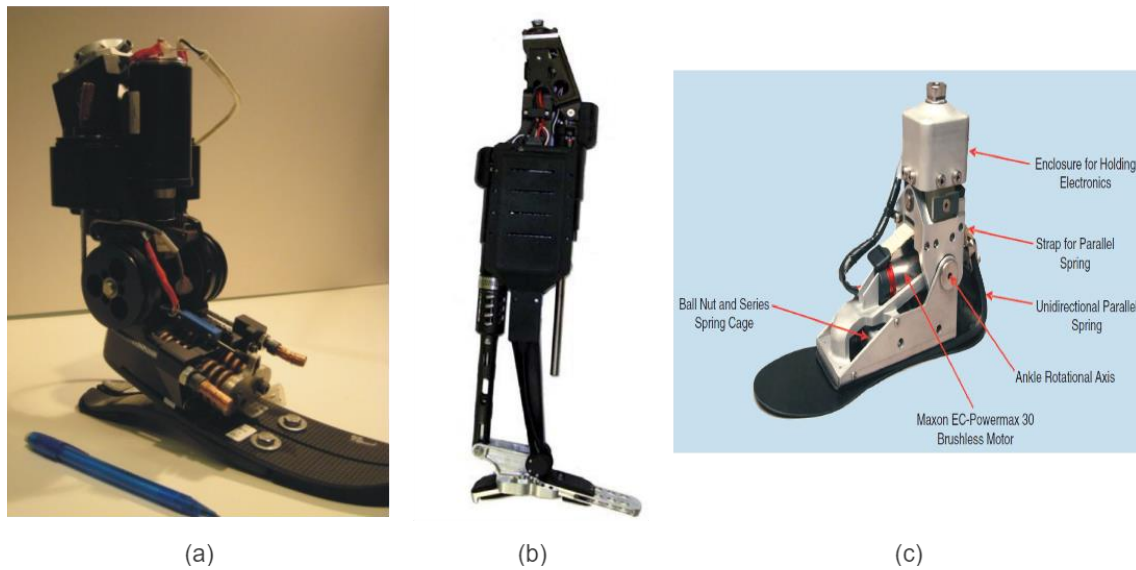 Enclosure for Holding
Electronics
Strap for Parallel
Spring
Ball Nut and Series
Spring Cage
Unidirectional Parallel
Spring
Ankle Rotational Axis
Maxon EC-Powermax 30
Brushless Motor
(a)
(b)
(c)